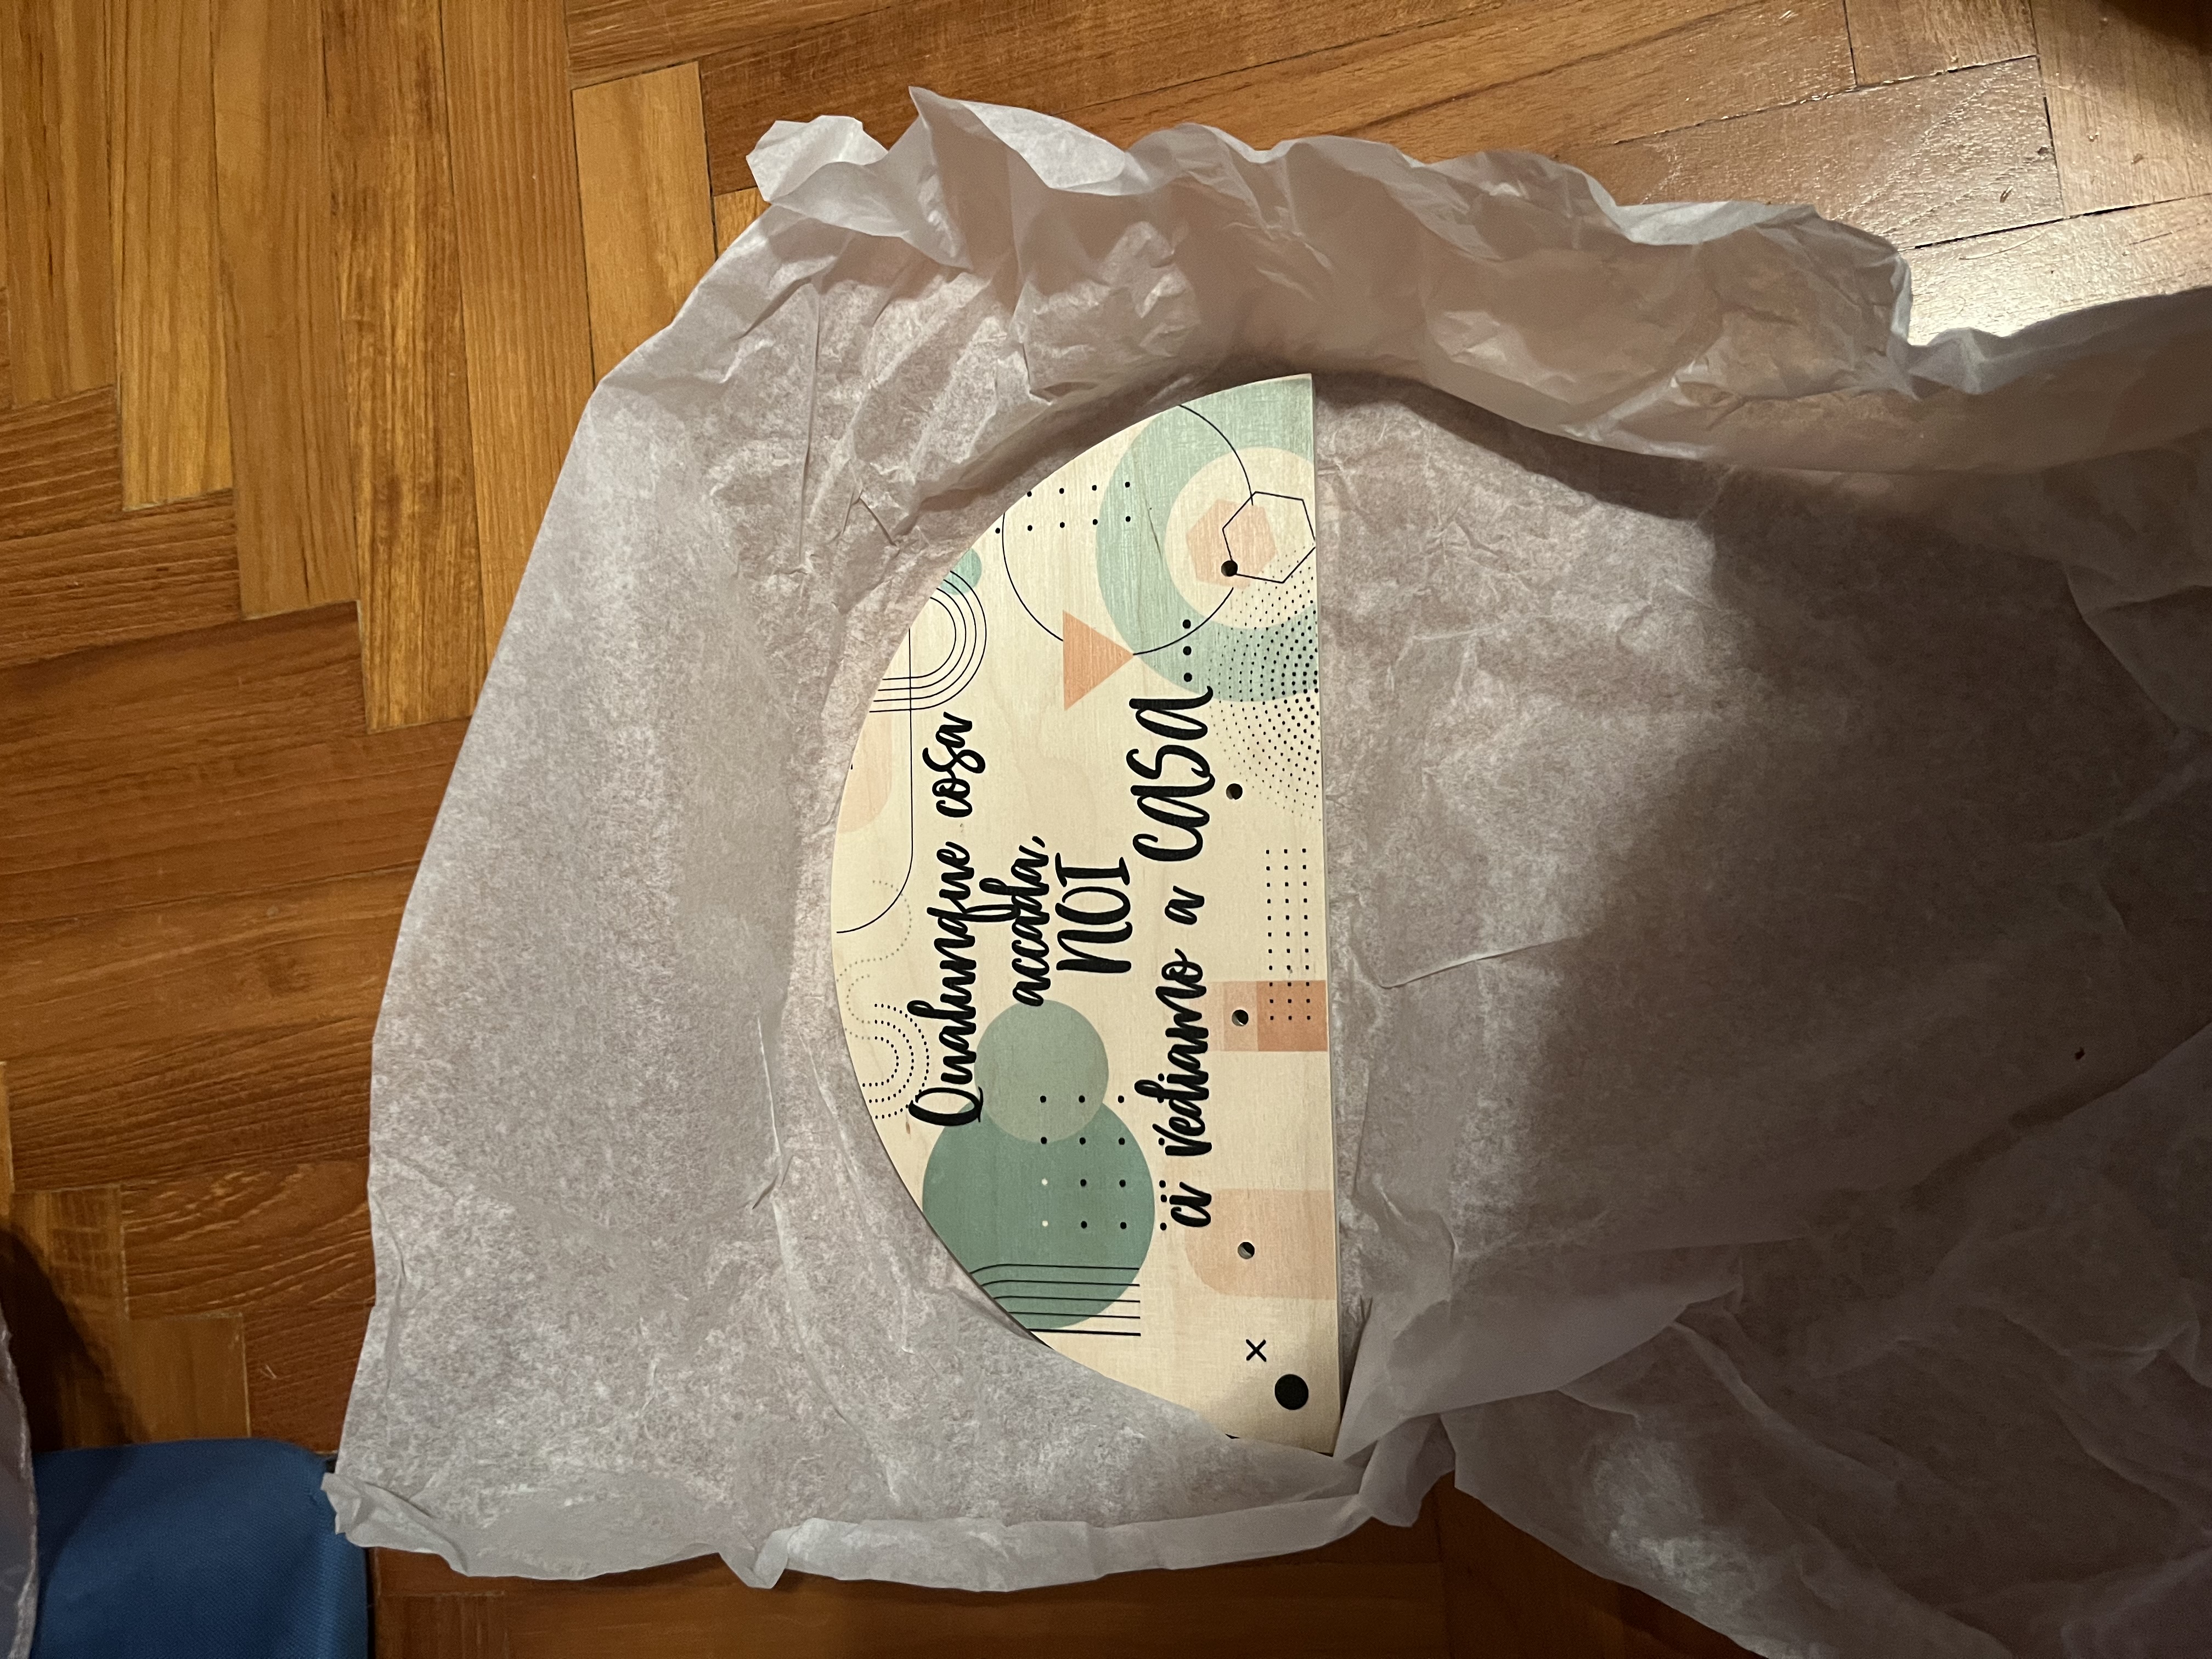 Qualunque cosa
accada,
NOI
ci vediamo a casa...